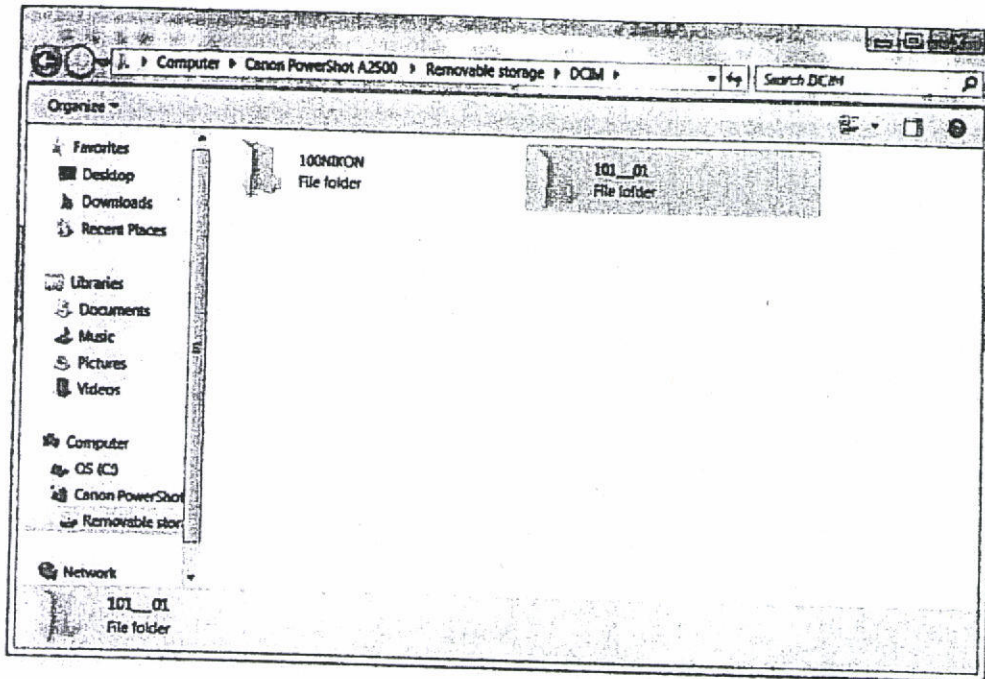 Computer ▸ Canon PowerShot A2500 ▸ Removable storage ▸ DCIM ▸
Search DCIM
Organize
Favorites
Desktop
Downloads
Recent Places
Libraries
Documents
Music
Pictures
Videos
Computer
OS (C:)
Canon PowerShot
Removable stor
Network
100NIKON
File folder
101__01
File folder
101__01
File folder